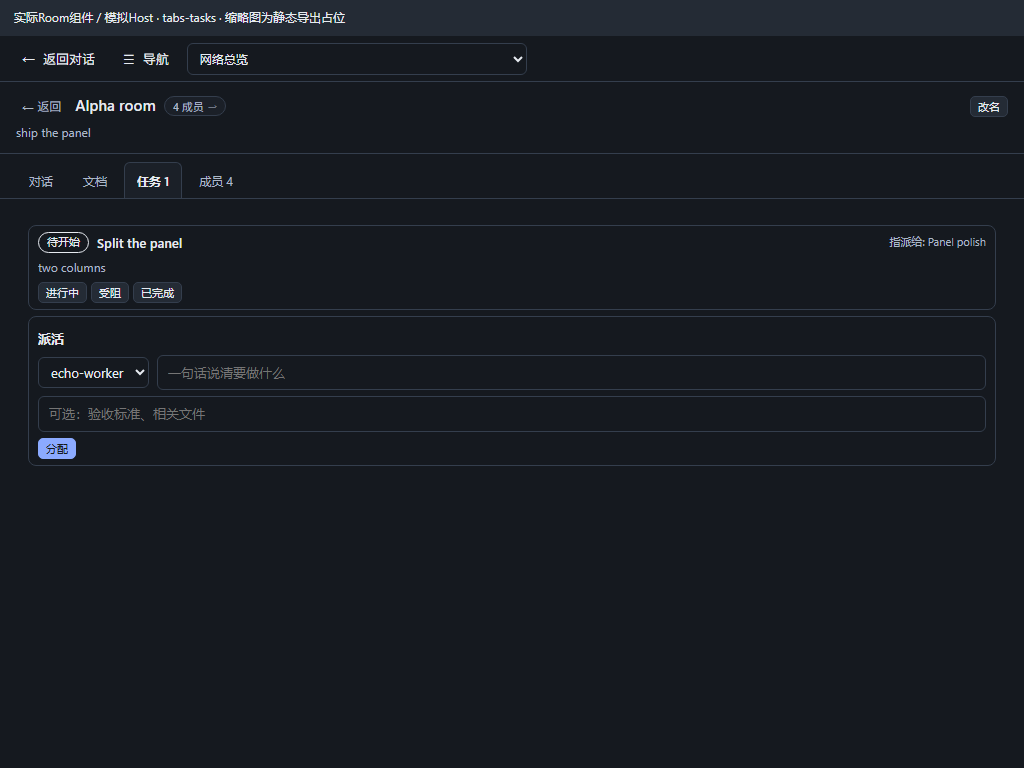 实际Room组件 / 模拟Host · tabs-tasks · 缩略图为静态导出占位
← 返回对话 ☰ 导航 网络总览
← 返回 Alpha room 4 成员 → 改名
ship the panel
对话 文档 任务 1 成员 4
待开始 Split the panel 指派给: Panel polish
two columns
进行中 受阻 已完成
派活
echo-worker 一句话说清要做什么
可选：验收标准、相关文件
分配